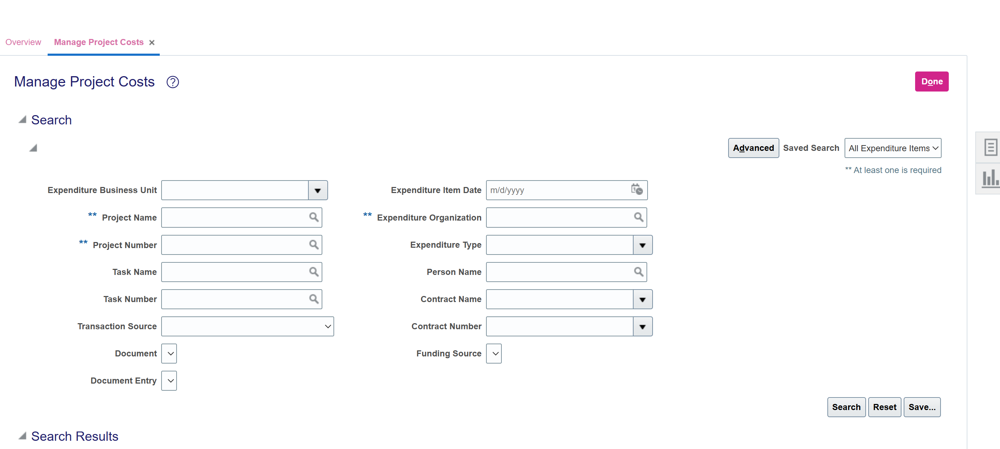 Overview Manage Project Costs
Manage Project Costs Done
Search
Advanced Saved Search All Expenditure Items
** At least one is required
Expenditure Business Unit Expenditure Item Date m/d/yyyy
** Project Name ** Expenditure Organization
** Project Number Expenditure Type
Task Name Person Name
Task Number Contract Name
Transaction Source Contract Number
Document Funding Source
Document Entry
Search Reset Save...
Search Results